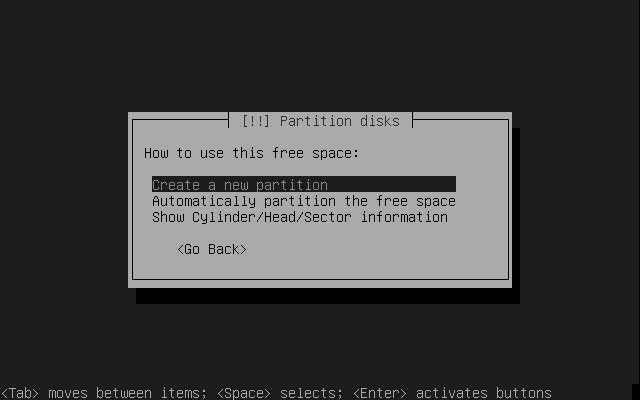 [!!] Partition disks
How to use this free space:
Create a new partition
Automatically partition the free space
Show Cylinder/Head/Sector information
<Go Back>
<Tab> moves between items; <Space> selects; <Enter> activates buttons